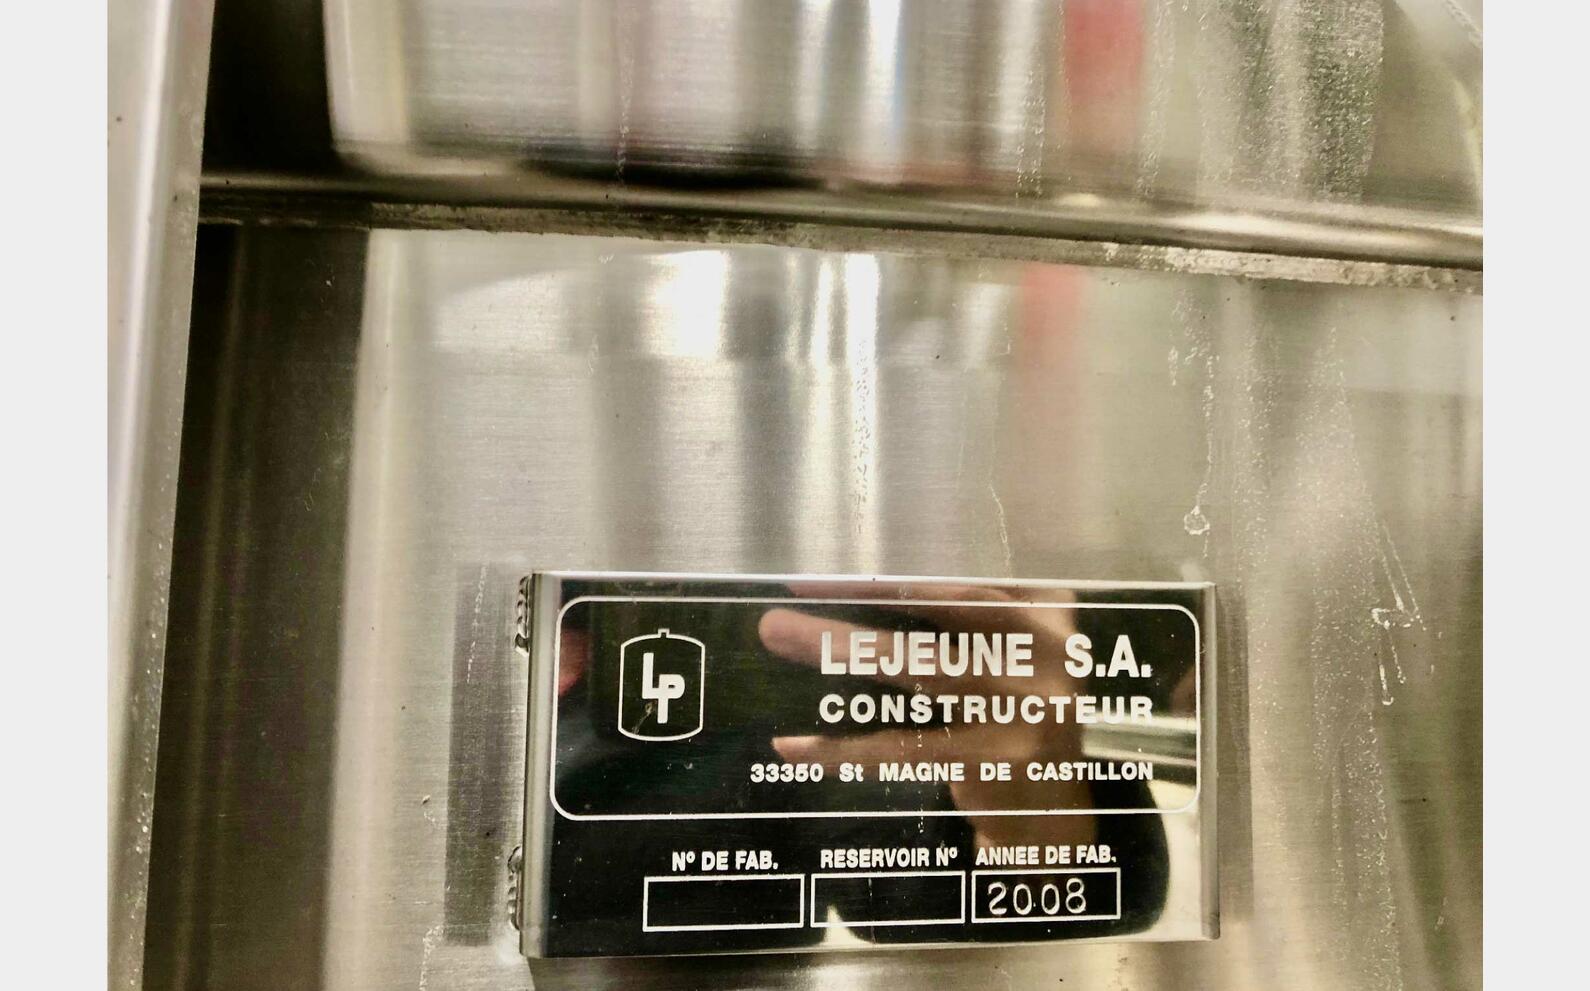 LP
LEJEUNE S.A.
CONSTRUCTEUR
33350 St MAGNE DE CASTILLON
Nº DE FAB. RESERVOIR Nº ANNEE DE FAB.
2008